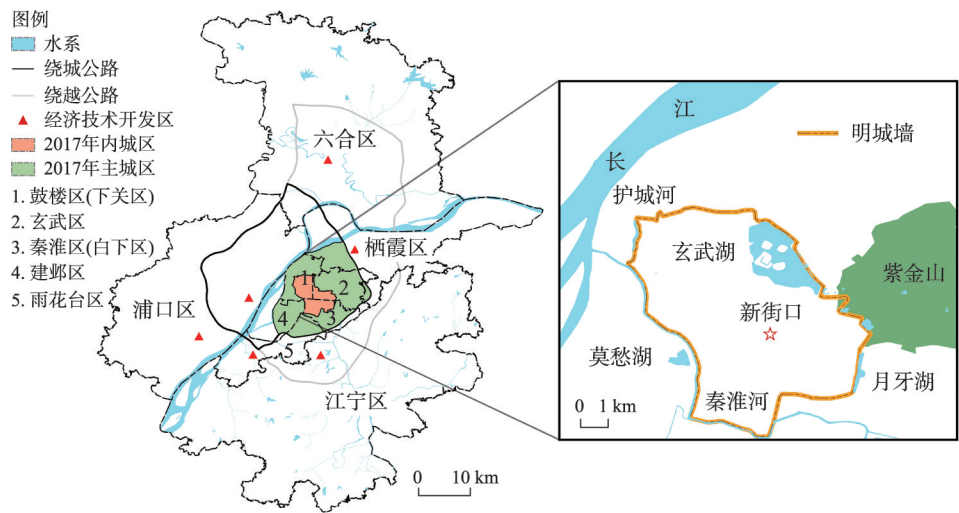 图例
水系
绕城公路
绕越公路
经济技术开发区
2017年内城区
2017年主城区
1. 鼓楼区(下关区)
2. 玄武区
3. 秦淮区(白下区)
4. 建邺区
5. 雨花台区
六合区
栖霞区
浦口区
江宁区
1
2
3
4
5
0 10 km
江
长
明城墙
护城河
玄武湖
紫金山
新街口
莫愁湖
月牙湖
秦淮河
0 1 km